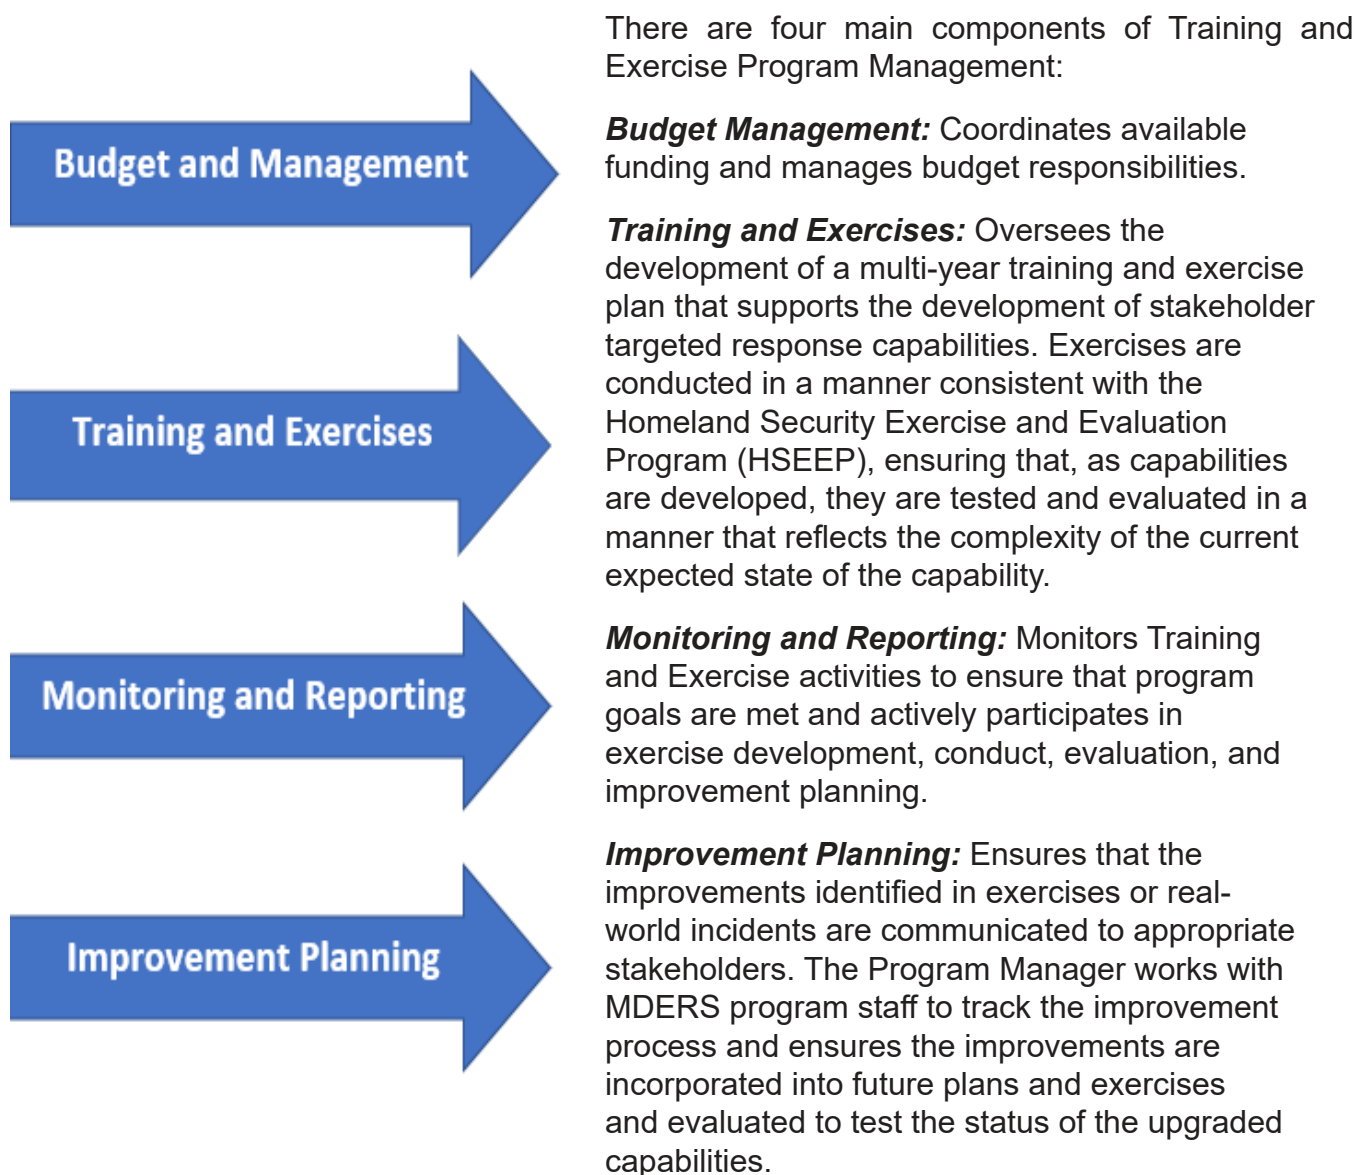 There are four main components of Training and
Exercise Program Management:
Budget and Management
Budget Management: Coordinates available
funding and manages budget responsibilities.
Training and Exercises
Training and Exercises: Oversees the
development of a multi-year training and exercise
plan that supports the development of stakeholder
targeted response capabilities. Exercises are
conducted in a manner consistent with the
Homeland Security Exercise and Evaluation
Program (HSEEP), ensuring that, as capabilities
are developed, they are tested and evaluated in a
manner that reflects the complexity of the current
expected state of the capability.
Monitoring and Reporting
Monitoring and Reporting: Monitors Training
and Exercise activities to ensure that program
goals are met and actively participates in
exercise development, conduct, evaluation, and
improvement planning.
Improvement Planning
Improvement Planning: Ensures that the
improvements identified in exercises or real-
world incidents are communicated to appropriate
stakeholders. The Program Manager works with
MDERS program staff to track the improvement
process and ensures the improvements are
incorporated into future plans and exercises
and evaluated to test the status of the upgraded
capabilities.